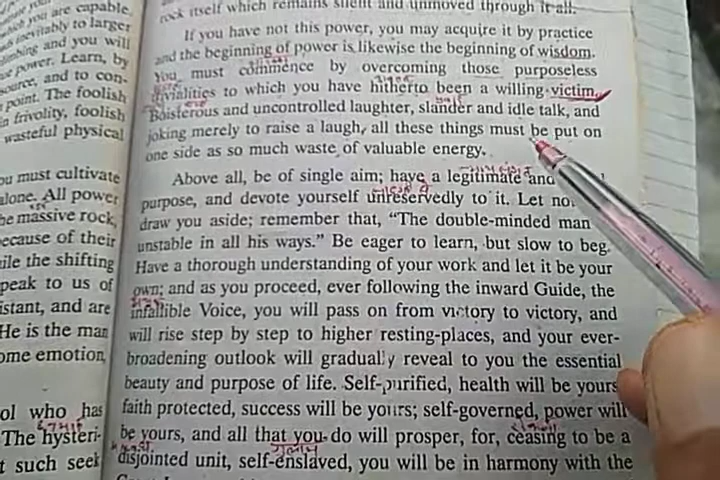 which you are capable.
inevitably to larger
and you will
power. Learn, by
source, and to con-
point. The foolish
in frivolity, foolish
wasteful physical
ou must cultivate
alone. All power
he massive rock,
ecause of their
ile the shifting
peak to us of
istant, and are
He is the man
ome emotion,
ol who has
The hysteri-
t such seek
rock itself which remains silent and unmoved through it all.
If you have not this power, you may acquire it by practice
and the beginning of power is likewise the beginning of wisdom.
You must commence by overcoming those purposeless
trivialities to which you have hitherto been a willing victim.
Boisterous and uncontrolled laughter, slander and idle talk, and
joking merely to raise a laugh, all these things must be put on
one side as so much waste of valuable energy.
Above all, be of single aim; have a legitimate and
purpose, and devote yourself unreservedly to it. Let no
draw you aside; remember that, "The double-minded man
unstable in all his ways." Be eager to learn, but slow to beg.
Have a thorough understanding of your work and let it be your
own; and as you proceed, ever following the inward Guide, the
infallible Voice, you will pass on from victory to victory, and
will rise step by step to higher resting-places, and your ever-
broadening outlook will gradually reveal to you the essential
beauty and purpose of life. Self-purified, health will be yours
faith protected, success will be yours; self-governed, power will
be yours, and all that you do will prosper, for, ceasing to be a
disjointed unit, self-enslaved, you will be in harmony with the